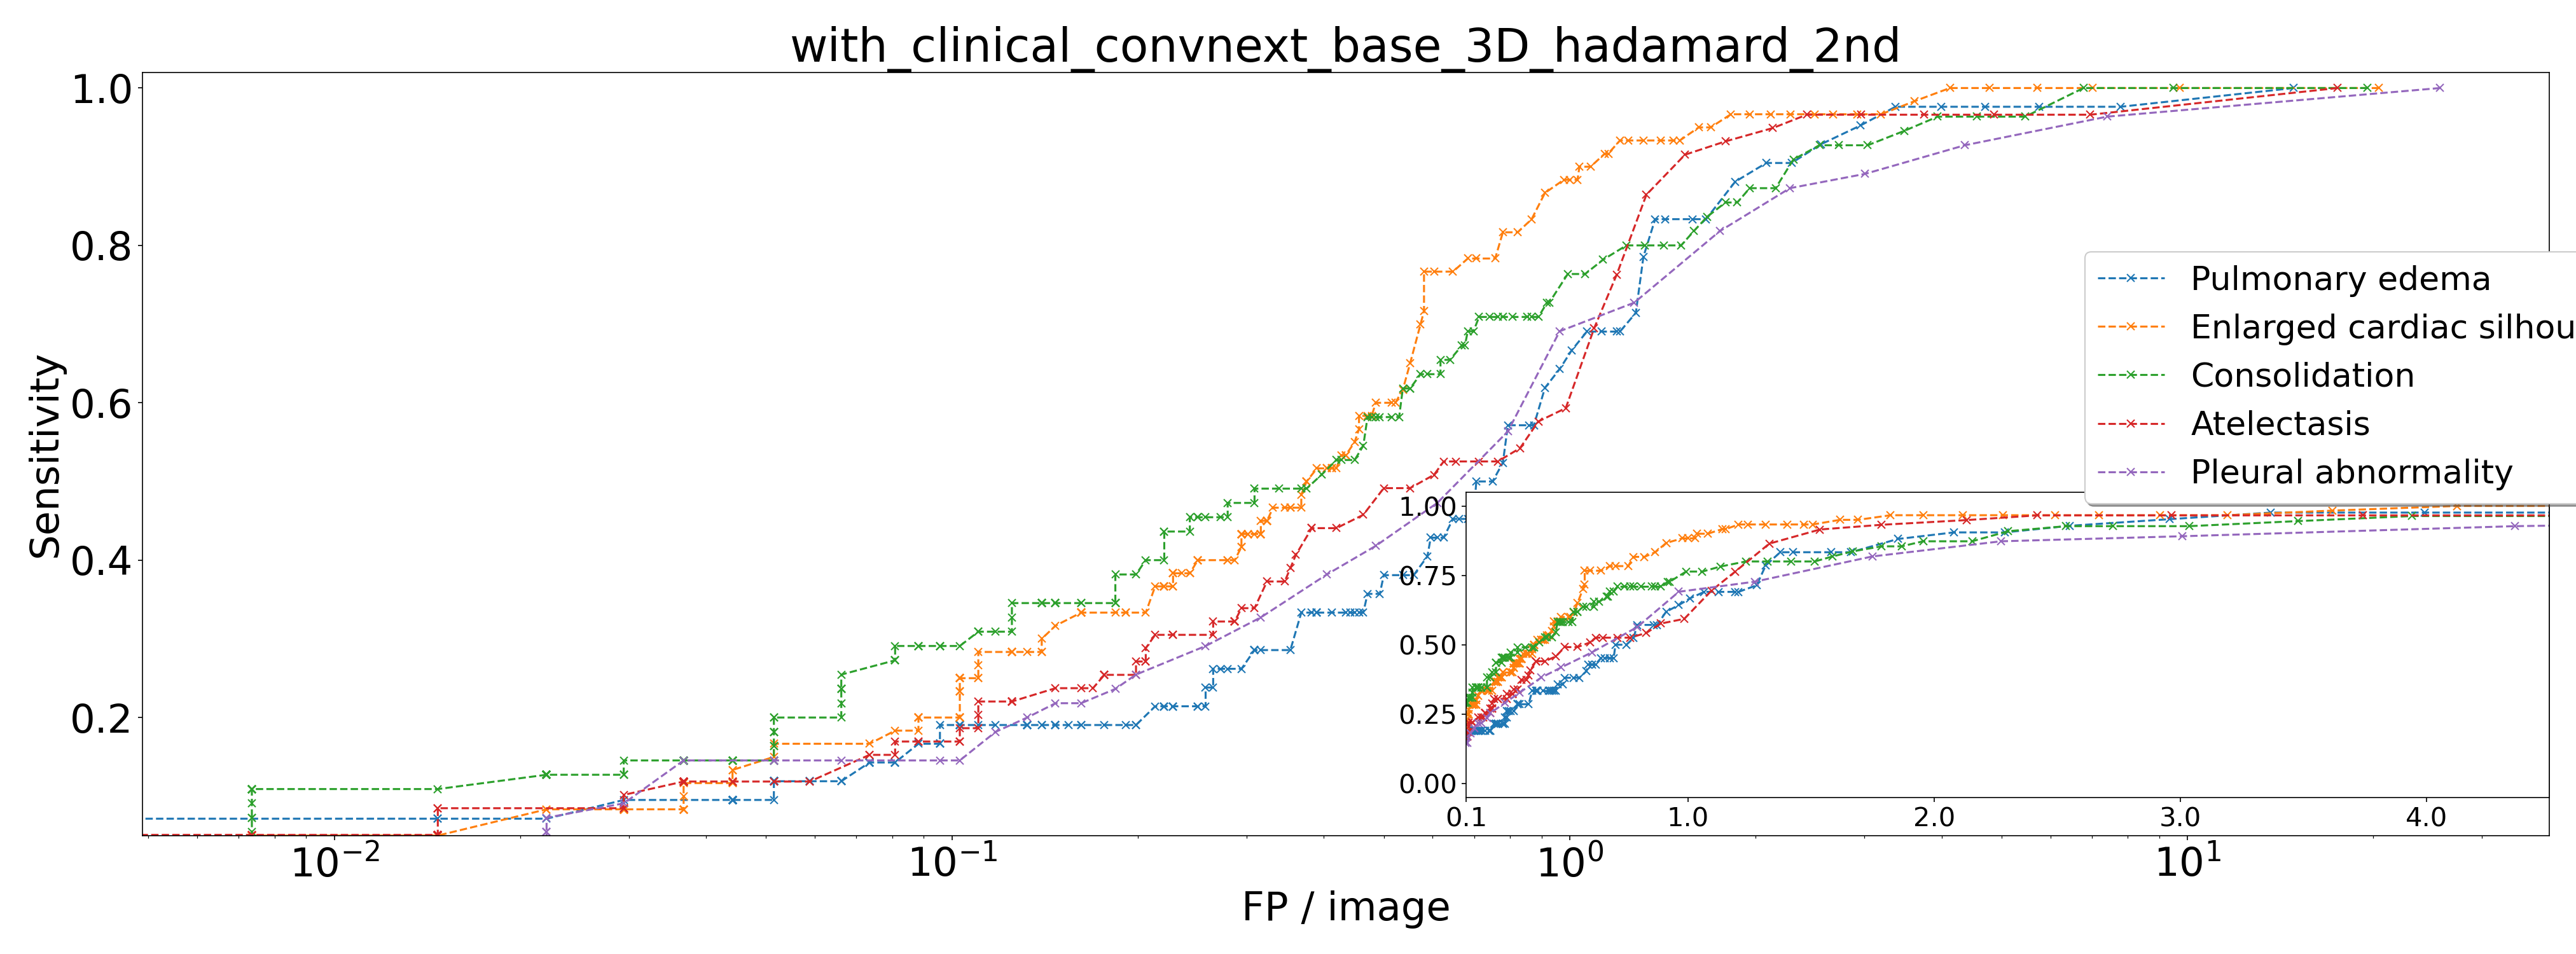 with_clinical_convnext_base_3D_hadamard_2nd
1.0
0.8
0.6
0.4
0.2
Sensitivity
Pulmonary edema
Enlarged cardiac silhou
Consolidation
Atelectasis
Pleural abnormality
1.00
0.75
0.50
0.25
0.00
0.1 1.0 2.0 3.0 4.0
10⁻² 10⁻¹ 10⁰ 10¹
FP / image